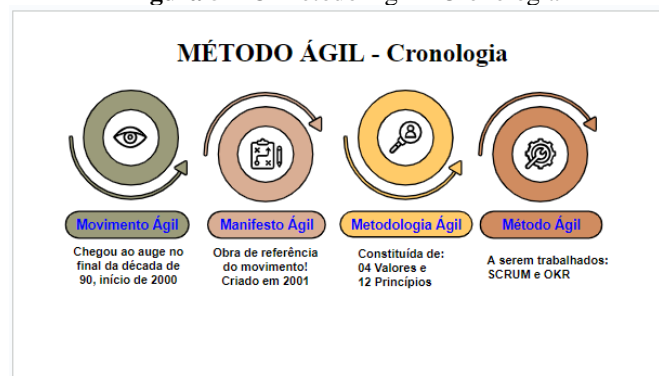 MÉTODO ÁGIL - Cronologia
Movimento Ágil
Chegou ao auge no
final da década de
90, início de 2000
Manifesto Ágil
Obra de referência
do movimento!
Criado em 2001
Metodologia Ágil
Constituída de:
04 Valores e
12 Princípios
Método Ágil
A serem trabalhados:
SCRUM e OKR